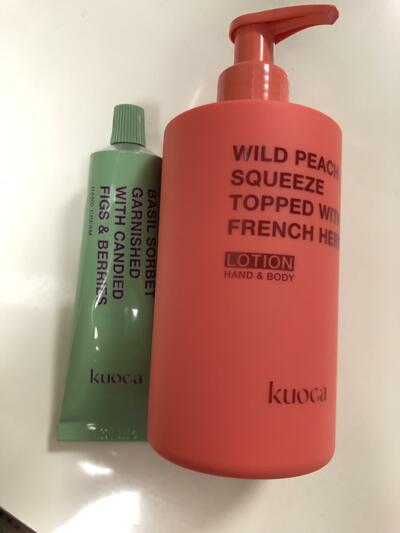 BASIL SORBET
GARNISHED
WITH CANDIED
FIGS & BERRIES
HAND CREAM
kuoca
WILD PEACH
SQUEEZE
TOPPED WITH
FRENCH
LOTION
HAND & BODY
kuoca